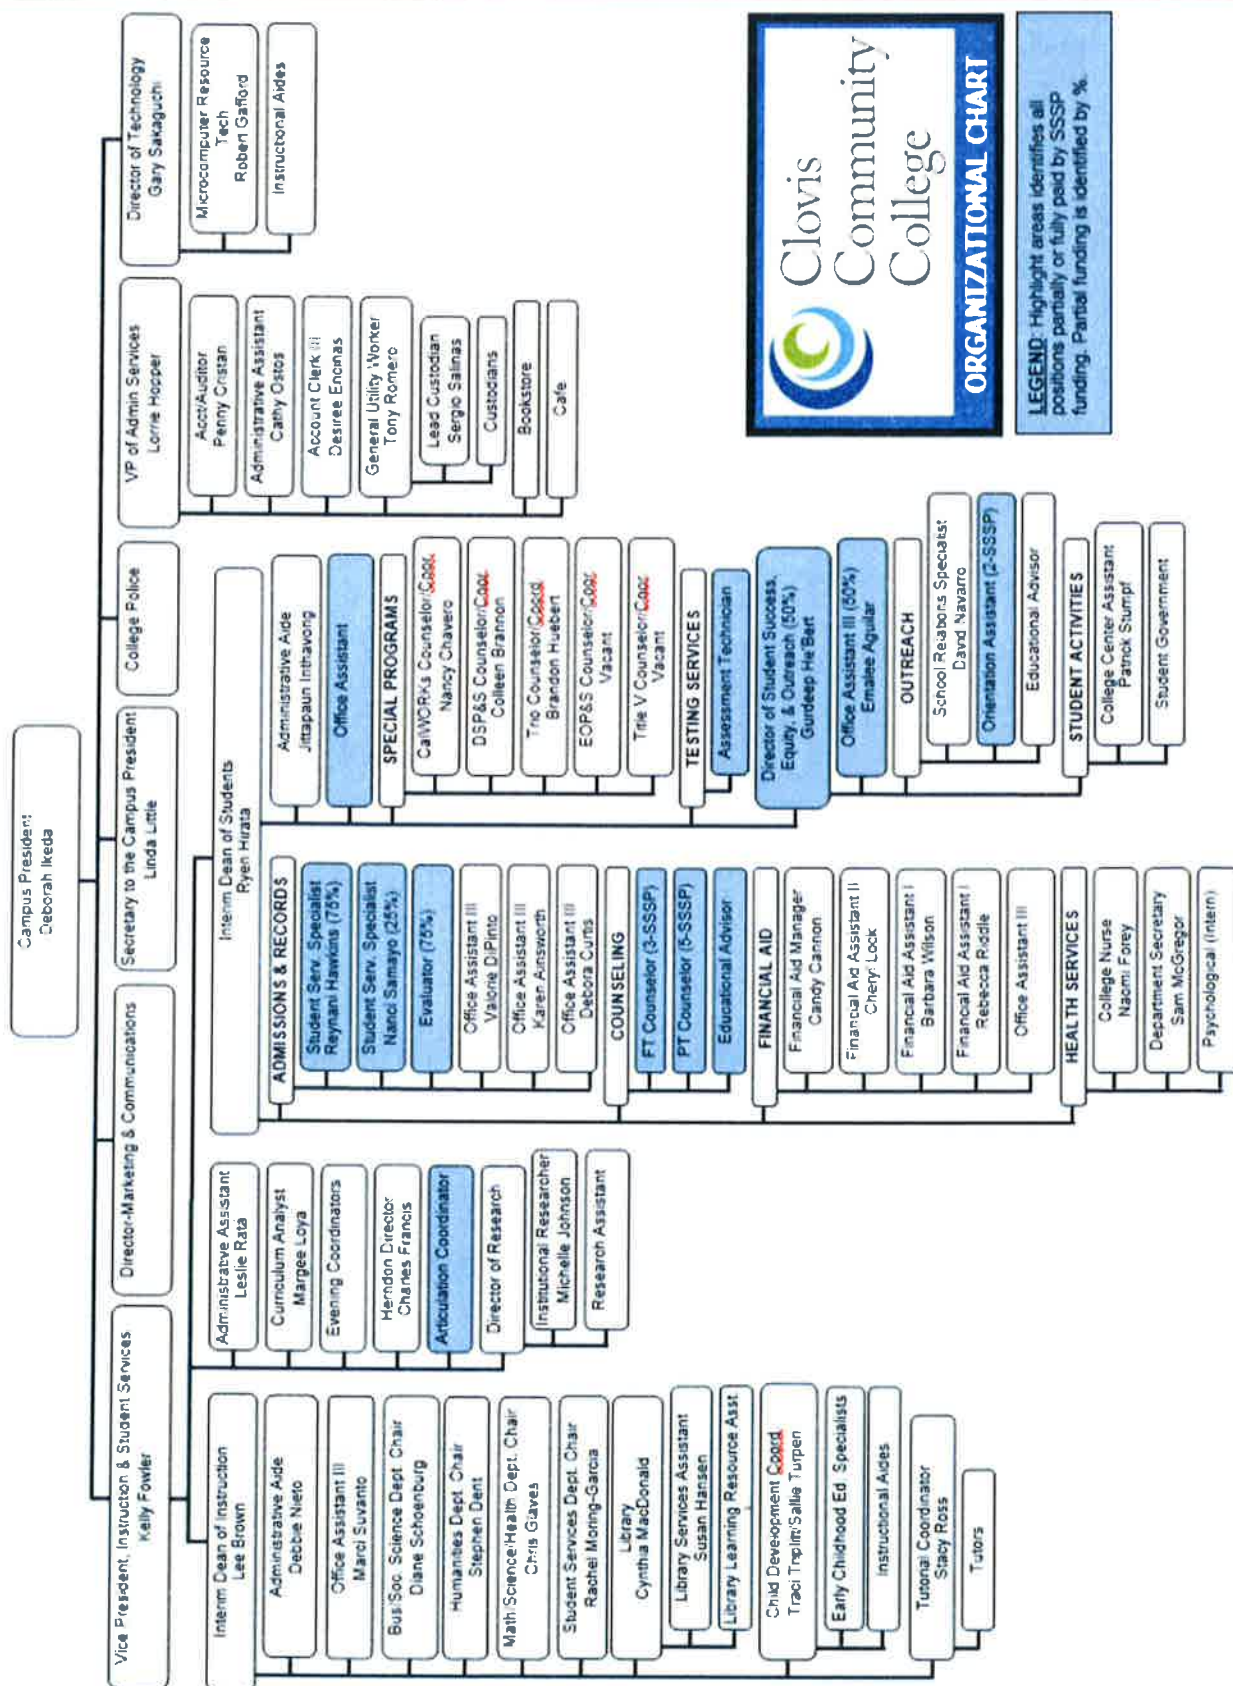 Campus President
Deborah Ikeda
Vice President, Instruction & Student Services
Kelly Fowler
Director-Marketing & Communications
Secretary to the Campus President
Linda Little
College Police
VP of Admin Services
Lorrie Hopper
Director of Technology
Gary Sakaguchi
Interim Dean of Instruction
Lee Brown
Administrative Aide
Debbie Nieto
Office Assistant III
Marci Suvanto
Bus/Soc. Science Dept. Chair
Diane Schoenburg
Humanities Dept. Chair
Stephen Dent
Math/Science/Health Dept. Chair
Chris Glaves
Student Services Dept. Chair
Rachel Moring-Garcia
Library
Cynthia MacDonald
Library Services Assistant
Susan Hansen
Library Learning Resource Asst.
Child Development Coord.
Traci Triplitt/Sallie Turpen
Early Childhood Ed Specialists
Instructional Aides
Tutorial Coordinator
Stacy Ross
Tutors
Administrative Assistant
Leslie Rata
Curriculum Analyst
Margee Loya
Evening Coordinators
Herndon Director
Charles Francis
Articulation Coordinator
Director of Research
Institutional Researcher
Michelle Johnson
Research Assistant
Interim Dean of Students
Ryen Hirata
ADMISSIONS & RECORDS
Student Serv. Specialist
Reynani Hawkins (75%)
Student Serv. Specialist
Nanci Samayo (25%)
Evaluator (75%)
Office Assistant III
Valorie DiPinto
Office Assistant III
Karen Ainsworth
Office Assistant III
Debora Curtis
COUNSELING
FT Counselor (3-SSSP)
PT Counselor (5-SSSP)
Educational Advisor
FINANCIAL AID
Financial Aid Manager
Candy Cannon
Financial Aid Assistant II
Cheryl Lock
Financial Aid Assistant I
Barbara Wilson
Financial Aid Assistant I
Rebecca Riddle
Office Assistant III
HEALTH SERVICES
College Nurse
Naomi Forey
Department Secretary
Sam McGregor
Psychological (Intern)
Administrative Aide
Jittapaun Inthavong
Office Assistant
SPECIAL PROGRAMS
CalWORKs Counselor/Coor.
Nancy Chavero
DSP&S Counselor/Coor.
Colleen Brannon
Trio Counselor/Coord.
Brandon Huebert
EOP&S Counselor/Coor.
Vacant
Title V Counselor/Coor.
Vacant
TESTING SERVICES
Assessment Technician
Director of Student Success,
Equity, & Outreach (50%)
Gurdeep He'Bert
Office Assistant III (50%)
Emalee Aguilar
OUTREACH
School Relations Specialist
David Navarro
Orientation Assistant (2-SSSP)
Educational Advisor
STUDENT ACTIVITIES
College Center Assistant
Patrick Stumpf
Student Government
Acct/Auditor
Penny Cristan
Administrative Assistant
Cathy Ostos
Account Clerk III
Desiree Encinas
General Utility Worker
Tony Romero
Lead Custodian
Sergio Salinas
Custodians
Bookstore
Cafe
Microcomputer Resource
Tech
Robert Gafford
Instructional Aides
Clovis
Community
College
ORGANIZATIONAL CHART
LEGEND: Highlight areas identifies all
positions partially or fully paid by SSSP
funding. Partial funding is identified by %.